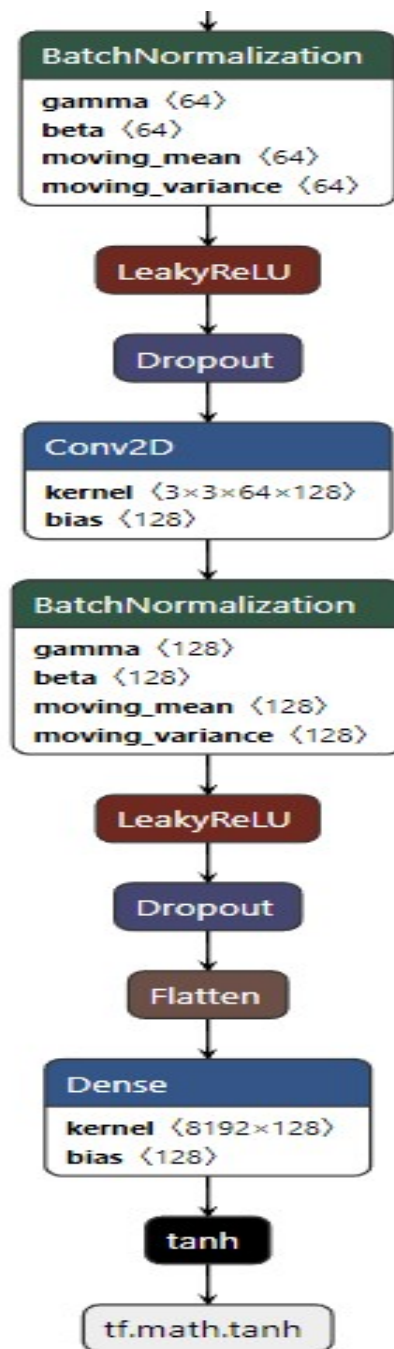 BatchNormalization
gamma 〈64〉
beta 〈64〉
moving_mean 〈64〉
moving_variance 〈64〉
LeakyReLU
Dropout
Conv2D
kernel 〈3×3×64×128〉
bias 〈128〉
BatchNormalization
gamma 〈128〉
beta 〈128〉
moving_mean 〈128〉
moving_variance 〈128〉
LeakyReLU
Dropout
Flatten
Dense
kernel 〈8192×128〉
bias 〈128〉
tanh
tf.math.tanh